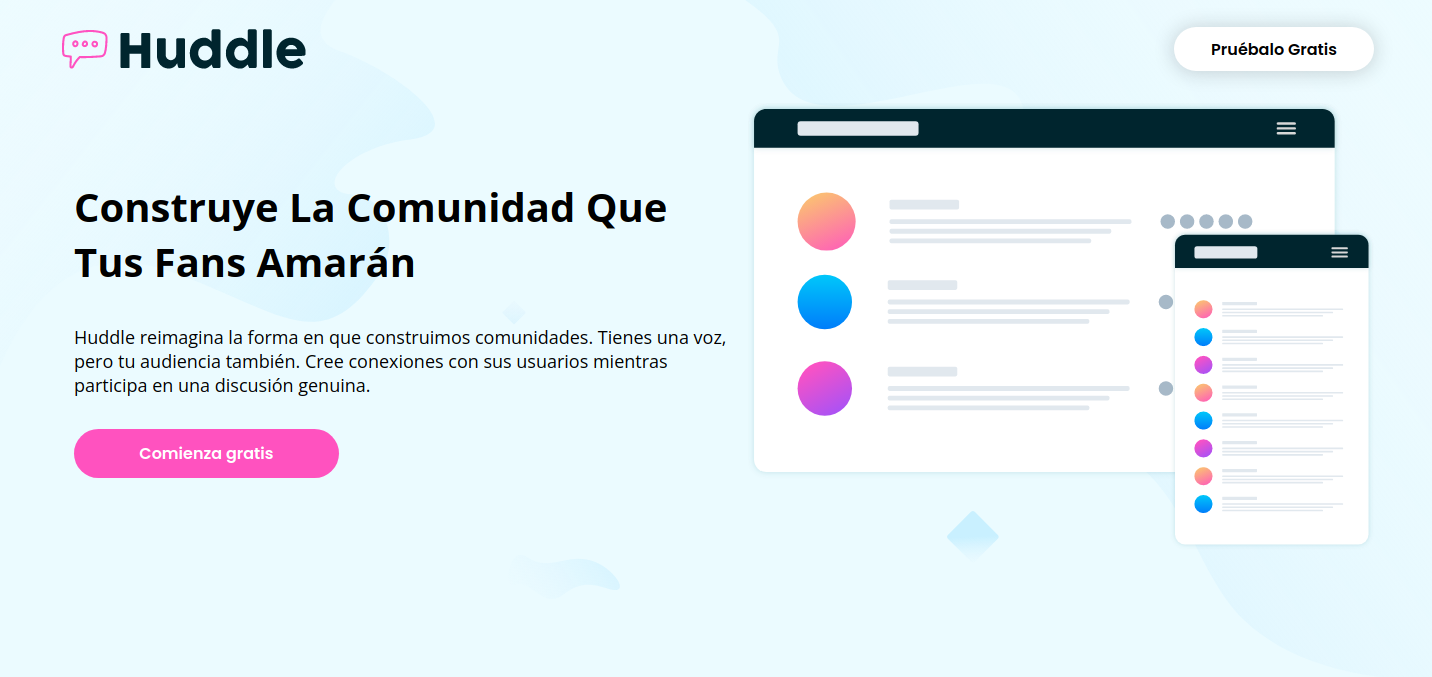 Huddle
Pruébalo Gratis
Construye La Comunidad Que
Tus Fans Amarán
Huddle reimagina la forma en que construimos comunidades. Tienes una voz,
pero tu audiencia también. Cree conexiones con sus usuarios mientras
participa en una discusión genuina.
Comienza gratis